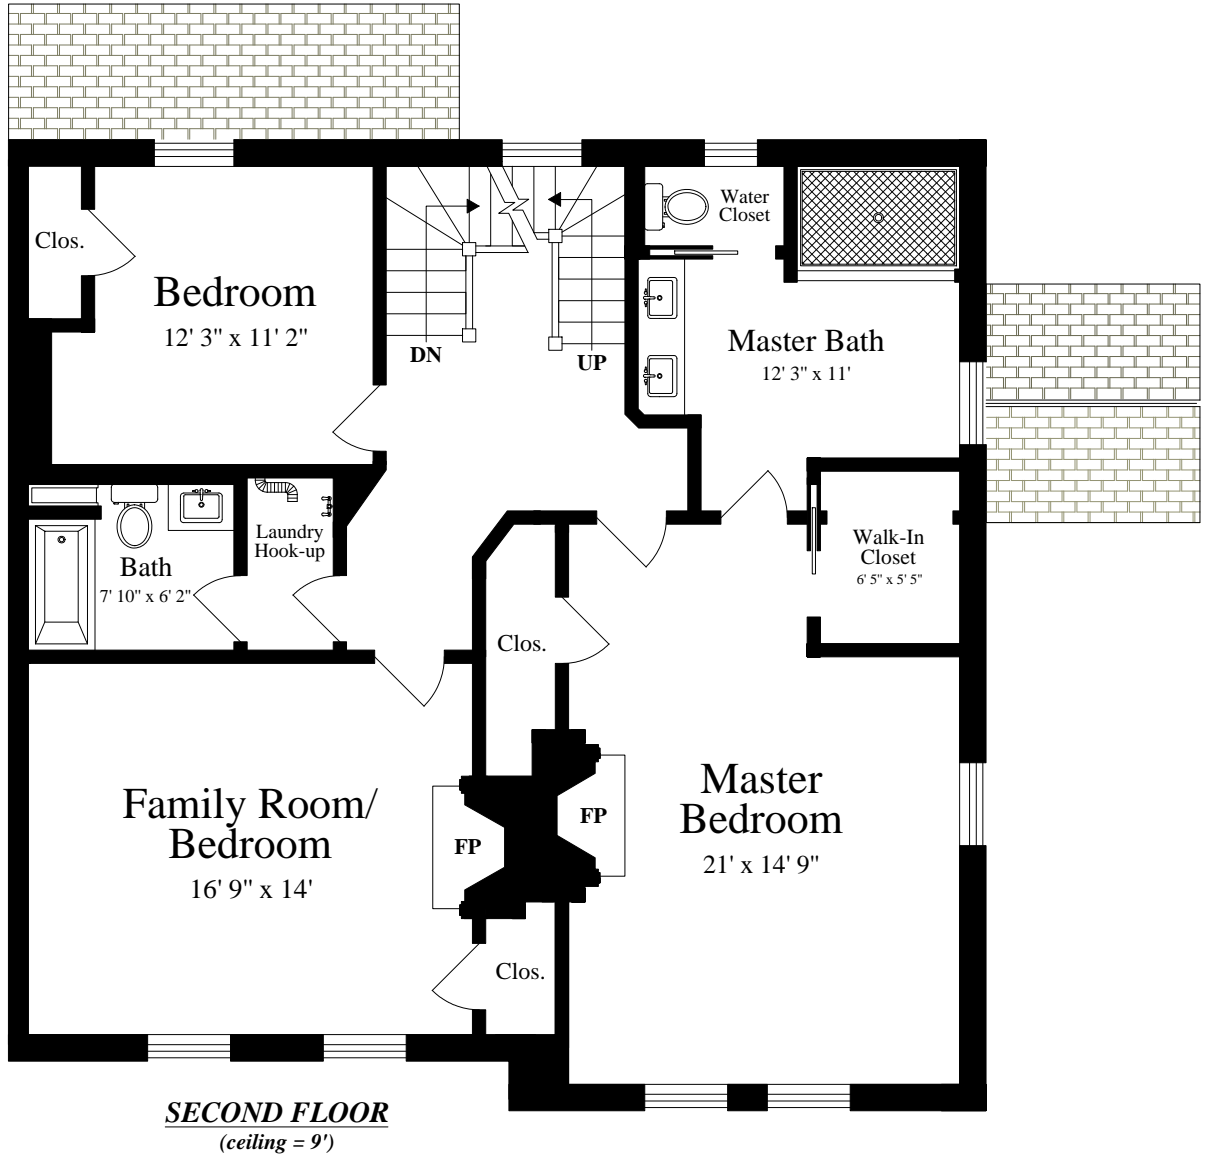 Water
Closet
Clos.
Bedroom
12' 3" x 11' 2"
DN
UP
Master Bath
12' 3" x 11'
Laundry
Hook-up
Bath
7' 10" x 6' 2"
Walk-In
Closet
6' 5" x 5' 5"
Clos.
Master
Bedroom
21' x 14' 9"
FP
Family Room/
Bedroom
16' 9" x 14'
FP
Clos.
SECOND FLOOR
(ceiling = 9')